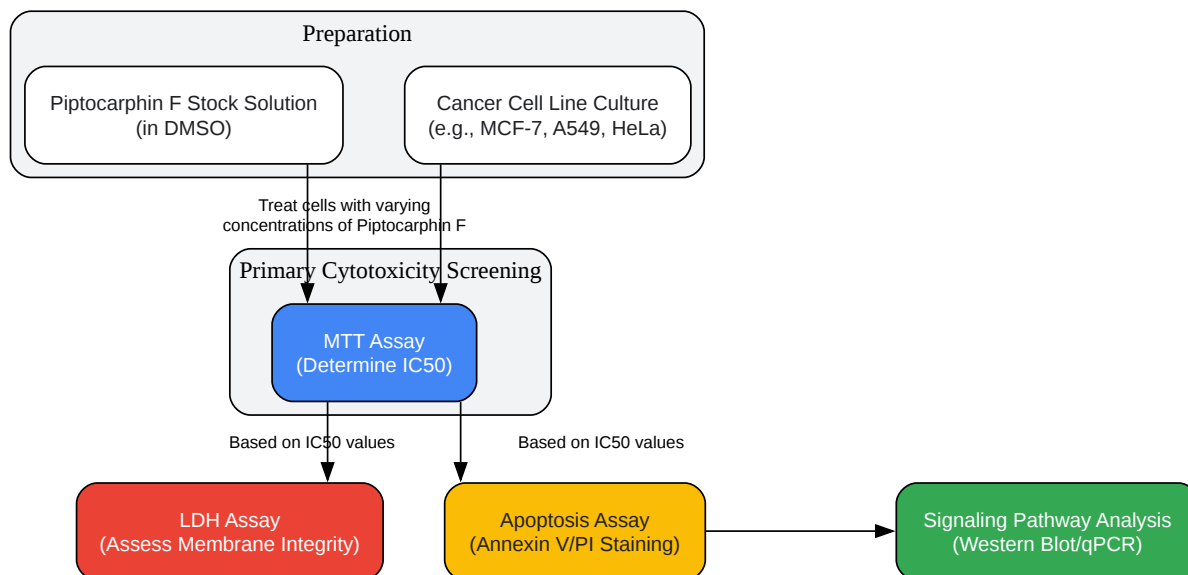 Preparation
Piptocarphin F Stock Solution
(in DMSO)
Cancer Cell Line Culture
(e.g., MCF-7, A549, HeLa)
Treat cells with varying
concentrations of Piptocarphin F
Primary Cytotoxicity Screening
MTT Assay
(Determine IC50)
Based on IC50 values
Based on IC50 values
LDH Assay
(Assess Membrane Integrity)
Apoptosis Assay
(Annexin V/PI Staining)
Signaling Pathway Analysis
(Western Blot/qPCR)